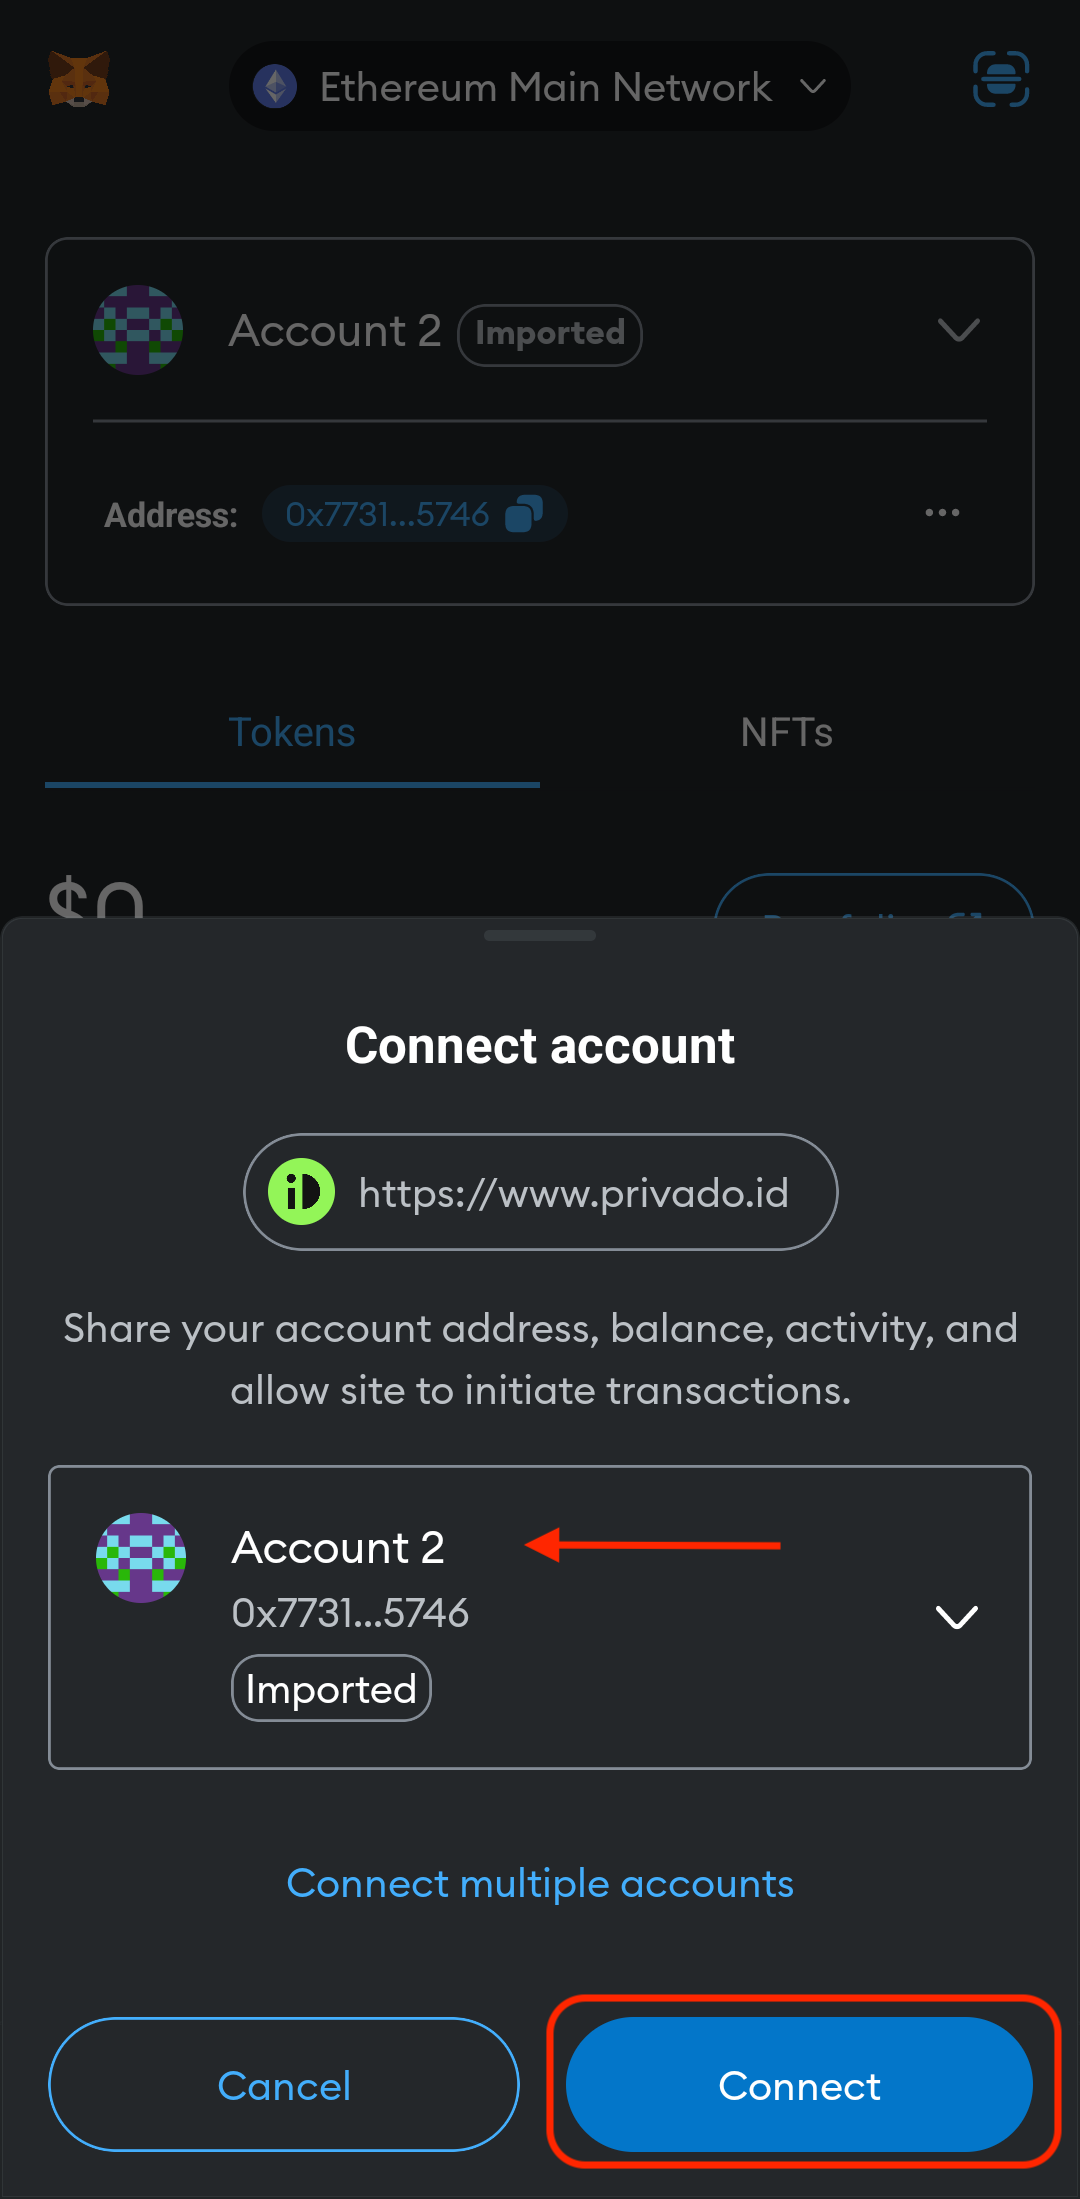 Ethereum Main Network
Account 2 Imported
Address: 0x7731...5746
Tokens NFTs
$0
Connect account
iD https://www.privado.id
Share your account address, balance, activity, and
allow site to initiate transactions.
Account 2
0x7731...5746
Imported
Connect multiple accounts
Cancel Connect